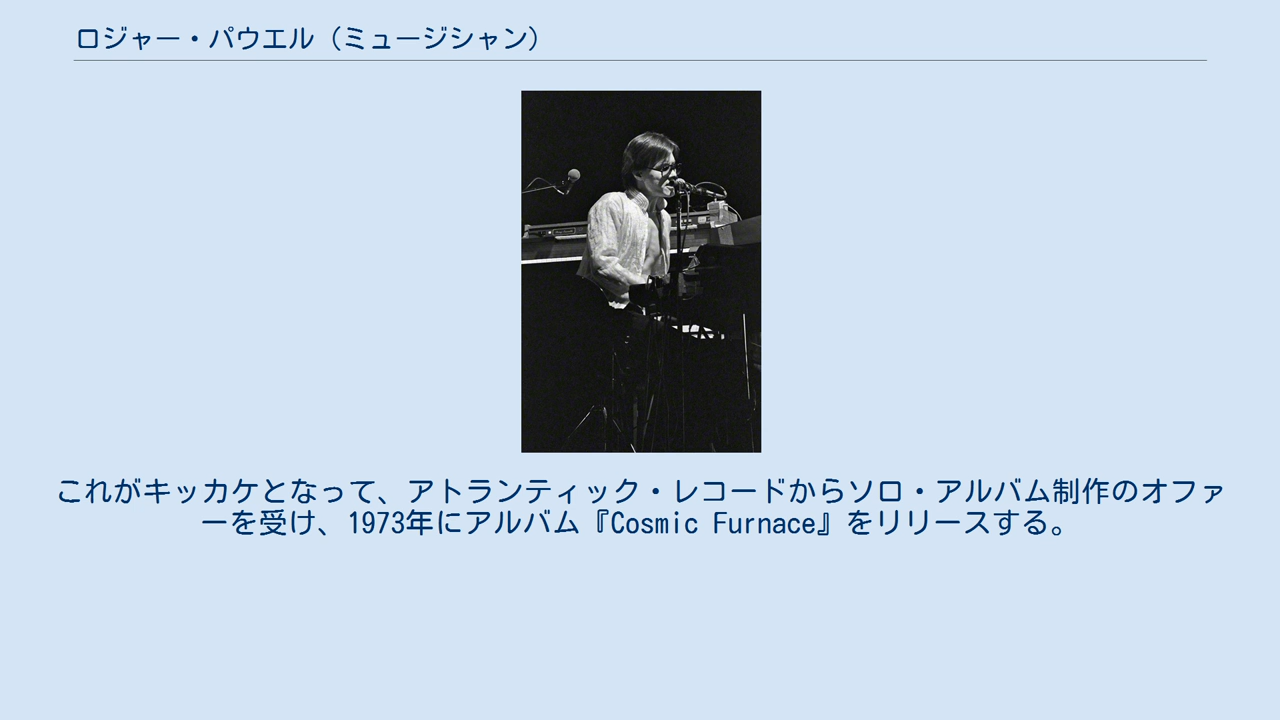 ロジャー・パウエル（ミュージシャン）
これがキッカケとなって、アトランティック・レコードからソロ・アルバム制作のオファ
ーを受け、1973年にアルバム『Cosmic Furnace』をリリースする。